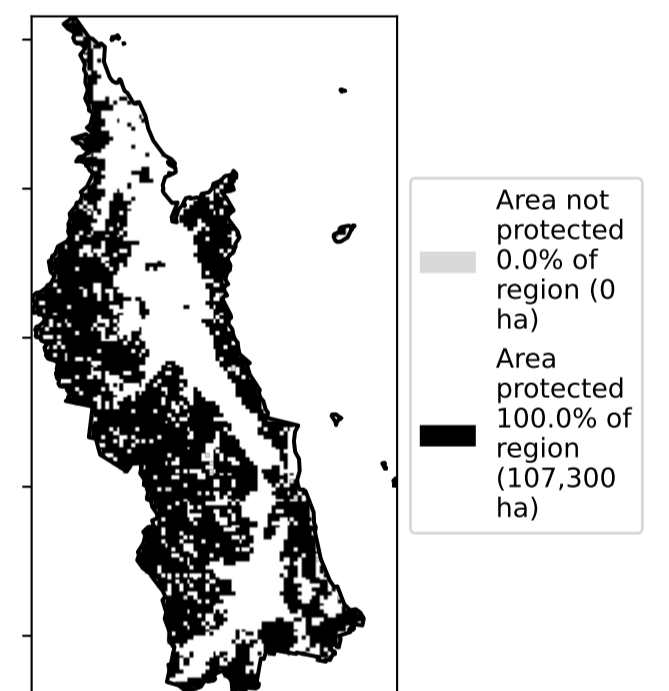 Area not
protected
0.0% of
region (0
ha)
Area
protected
100.0% of
region
(107,300
ha)